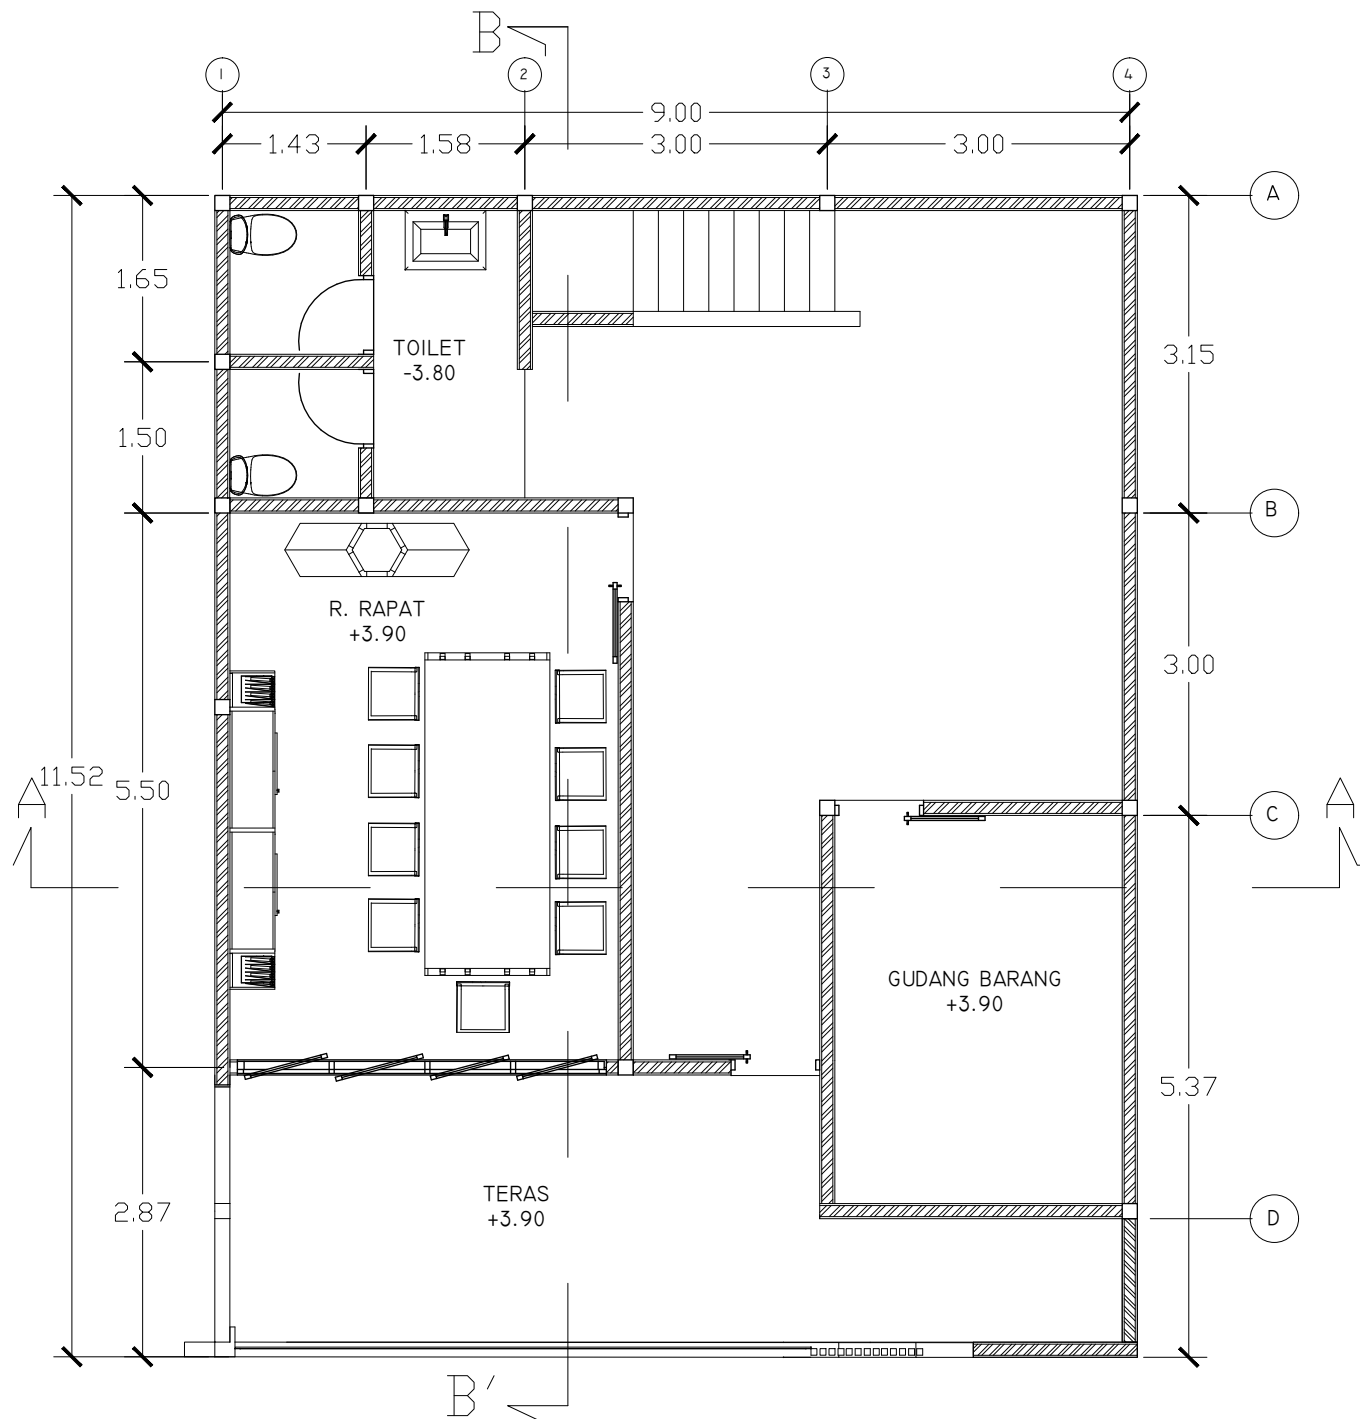 B
1
2
3
4
9.00
1.43
1.58
3.00
3.00
A
1.65
TOILET
-3.80
3.15
1.50
B
R. RAPAT
+3.90
3.00
11.52
5.50
A
A
C
GUDANG BARANG
+3.90
5.37
TERAS
+3.90
2.87
D
B'